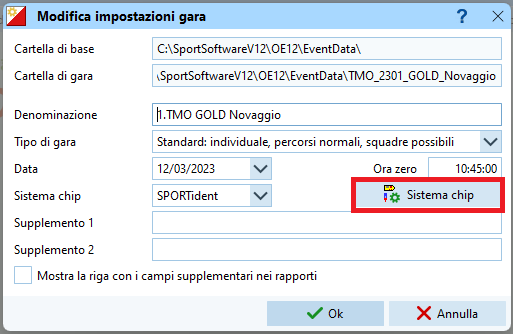 Modifica impostazioni gara ? ×
Cartella di base C:\SportSoftwareV12\OE12\EventData\
Cartella di gara \SportSoftwareV12\OE12\EventData\TMO_2301_GOLD_Novaggio
Denominazione 1.TMO GOLD Novaggio
Tipo di gara Standard: individuale, percorsi normali, squadre possibili
Data 12/03/2023 Ora zero 10:45:00
Sistema chip SPORTident Sistema chip
Supplemento 1
Supplemento 2
Mostra la riga con i campi supplementari nei rapporti
Ok Annulla